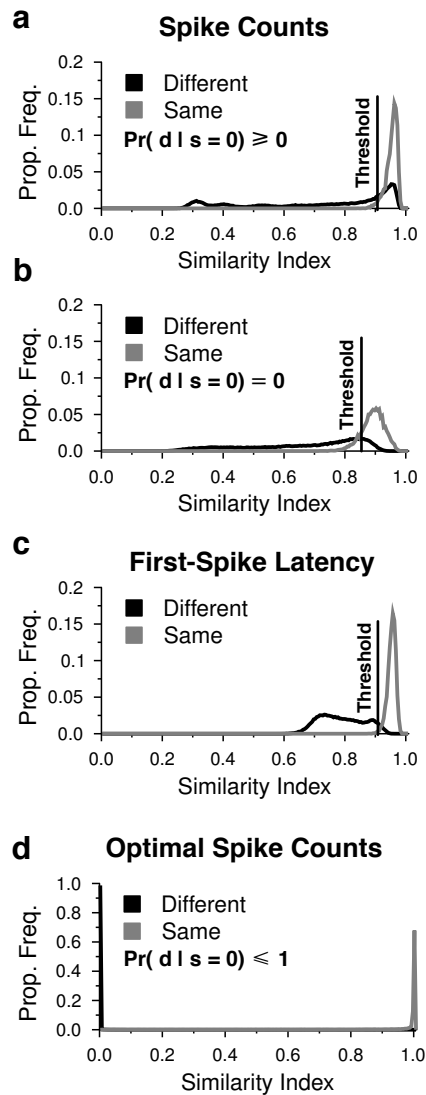 a
Spike Counts
0.2
0.15
0.1
0.05
0.0
Prop. Freq.
Different
Same
Pr( d l s = 0) ⩾ 0
Threshold
0.0 0.2 0.4 0.6 0.8 1.0
Similarity Index
b
0.2
0.15
0.1
0.05
0.0
Prop. Freq.
Different
Same
Pr( d l s = 0) = 0
Threshold
0.0 0.2 0.4 0.6 0.8 1.0
Similarity Index
c
First-Spike Latency
0.2
0.15
0.1
0.05
0.0
Prop. Freq.
Different
Same
Threshold
0.0 0.2 0.4 0.6 0.8 1.0
Similarity Index
d
Optimal Spike Counts
1.0
0.8
0.6
0.4
0.2
0.0
Prop. Freq.
Different
Same
Pr( d l s = 0) ⩽ 1
0.0 0.2 0.4 0.6 0.8 1.0
Similarity Index